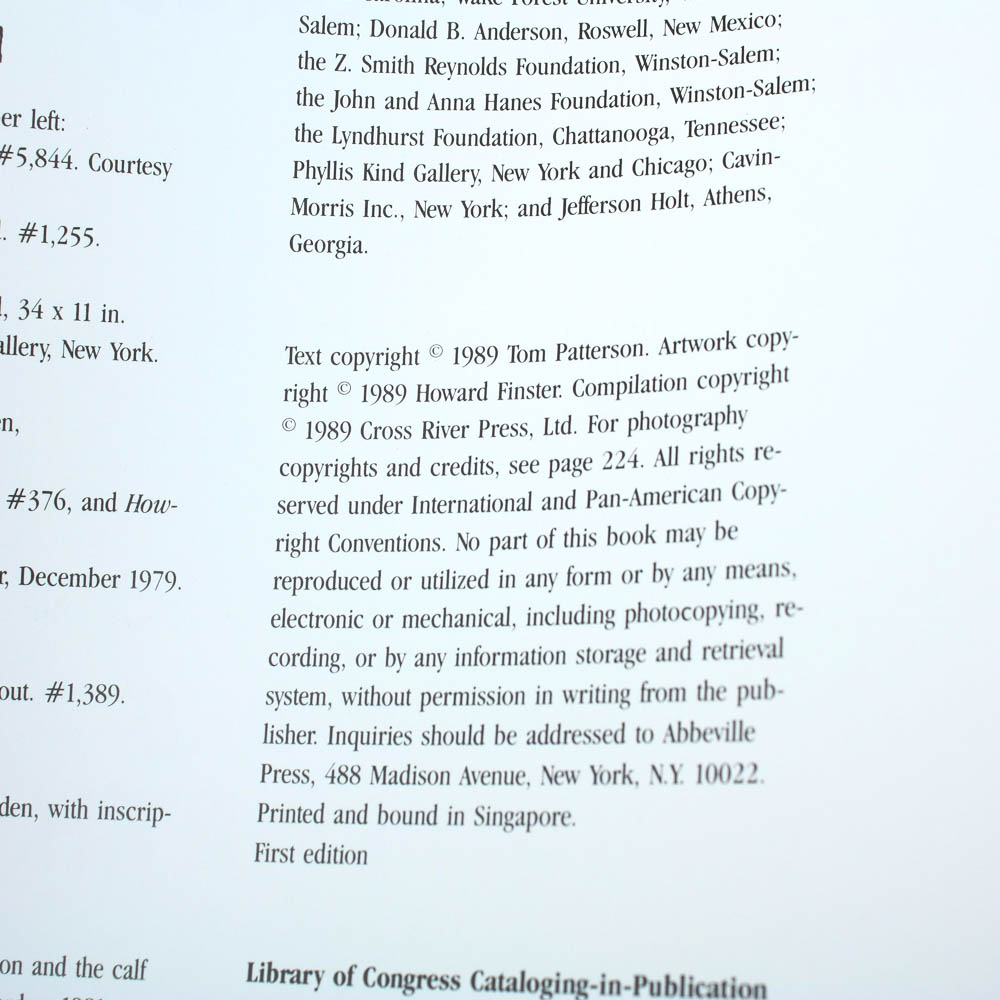 er left:
#5,844. Courtesy
. #1,255.
, 34 x 11 in.
allery, New York.
en,
#376, and How-
r, December 1979.
out. #1,389.
den, with inscrip-
on and the calf
Wake Forest University,
Salem; Donald B. Anderson, Roswell, New Mexico;
the Z. Smith Reynolds Foundation, Winston-Salem;
the John and Anna Hanes Foundation, Winston-Salem;
the Lyndhurst Foundation, Chattanooga, Tennessee;
Phyllis Kind Gallery, New York and Chicago; Cavin-
Morris Inc., New York; and Jefferson Holt, Athens,
Georgia.
Text copyright © 1989 Tom Patterson. Artwork copy-
right © 1989 Howard Finster. Compilation copyright
© 1989 Cross River Press, Ltd. For photography
copyrights and credits, see page 224. All rights re-
served under International and Pan-American Copy-
right Conventions. No part of this book may be
reproduced or utilized in any form or by any means,
electronic or mechanical, including photocopying, re-
cording, or by any information storage and retrieval
system, without permission in writing from the pub-
lisher. Inquiries should be addressed to Abbeville
Press, 488 Madison Avenue, New York, N.Y. 10022.
Printed and bound in Singapore.
First edition
Library of Congress Cataloging-in-Publication